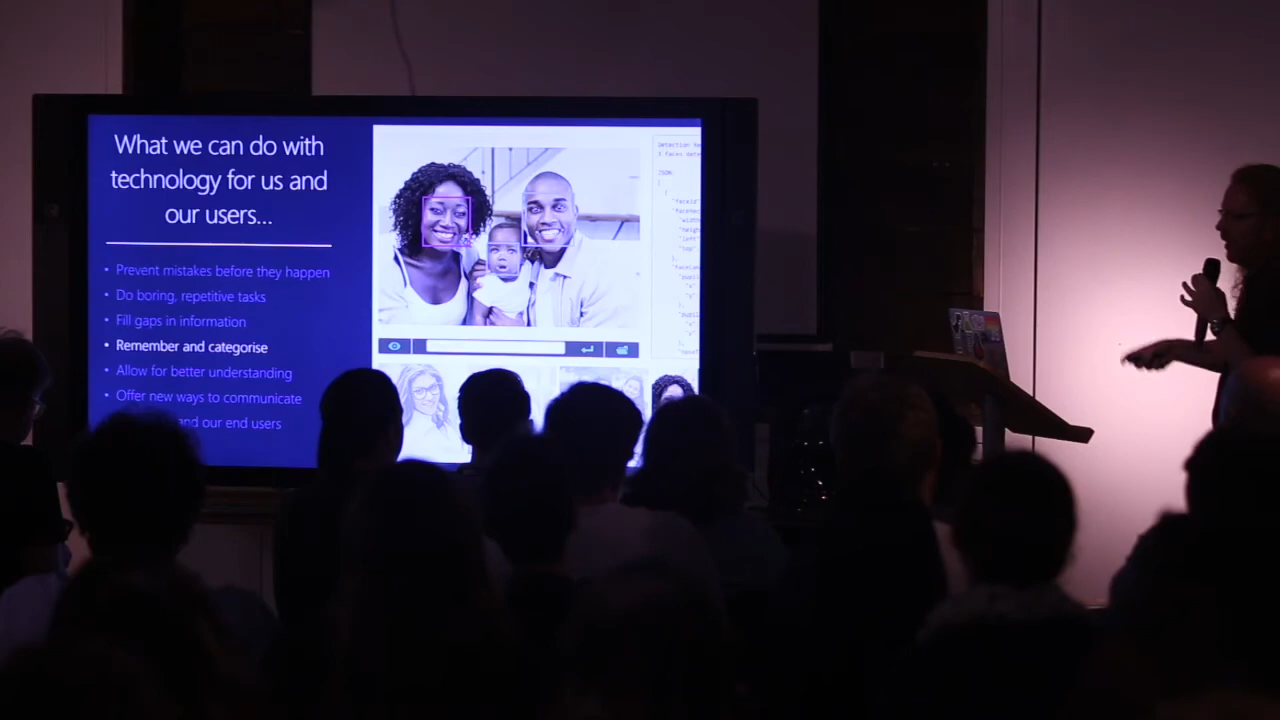 What we can do with
technology for us and
our users...
• Prevent mistakes before they happen
• Do boring, repetitive tasks
• Fill gaps in information
• Remember and categorise
• Allow for better understanding
• Offer new ways to communicate
and our end users
JSON: